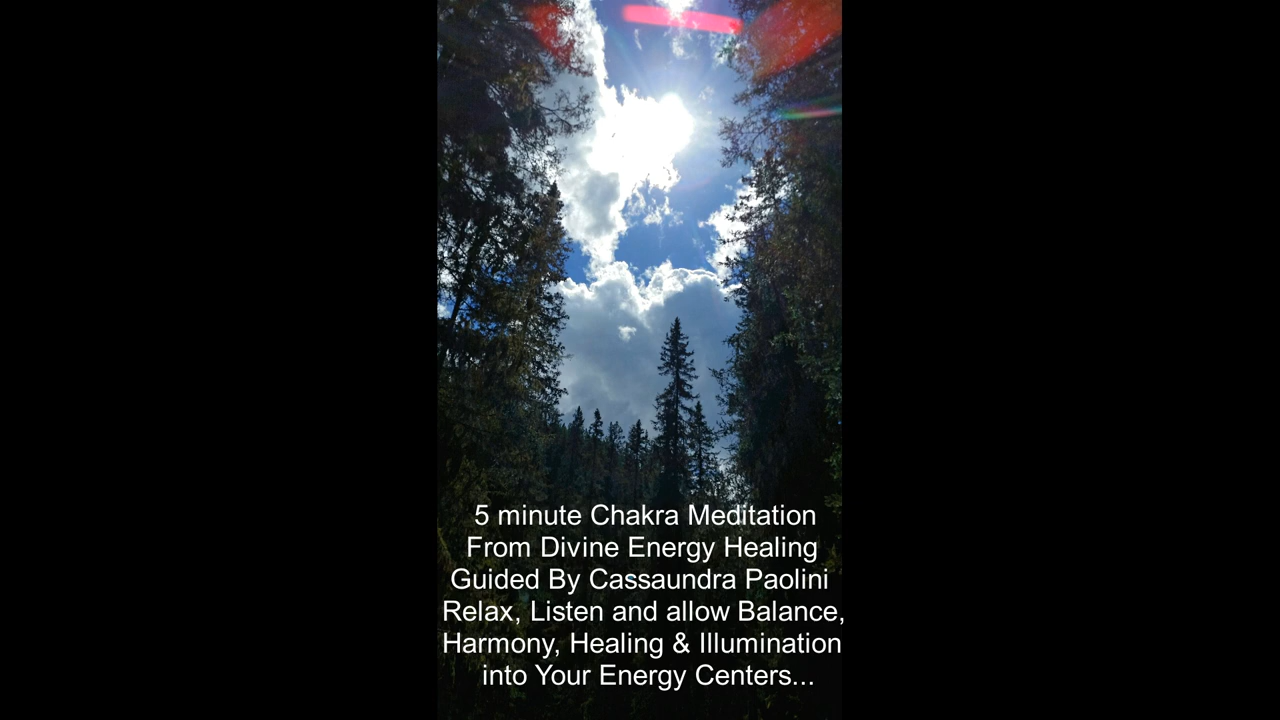 5 minute Chakra Meditation
From Divine Energy Healing
Guided By Cassaundra Paolini
Relax, Listen and allow Balance,
Harmony, Healing & Illumination
into Your Energy Centers...